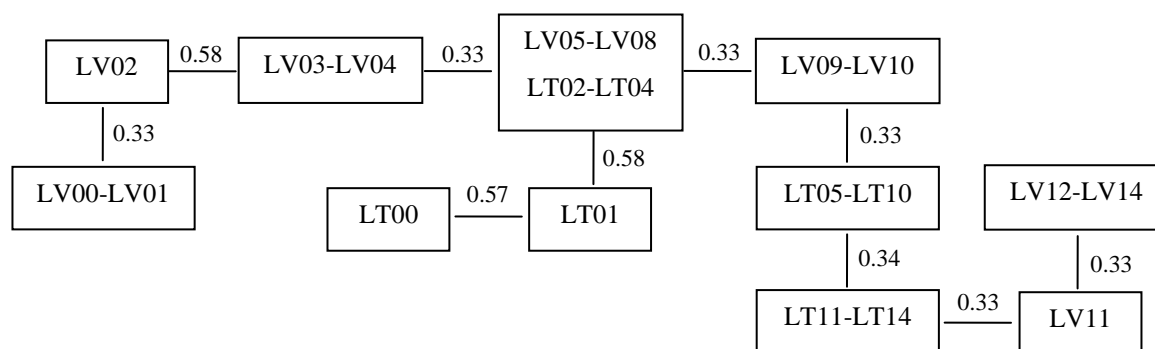 LV02
0.58
LV03-LV04
0.33
LV05-LV08
LT02-LT04
0.33
LV09-LV10
0.33
0.58
0.33
LV00-LV01
LT00
0.57
LT01
LT05-LT10
LV12-LV14
0.34
0.33
LT11-LT14
0.33
LV11